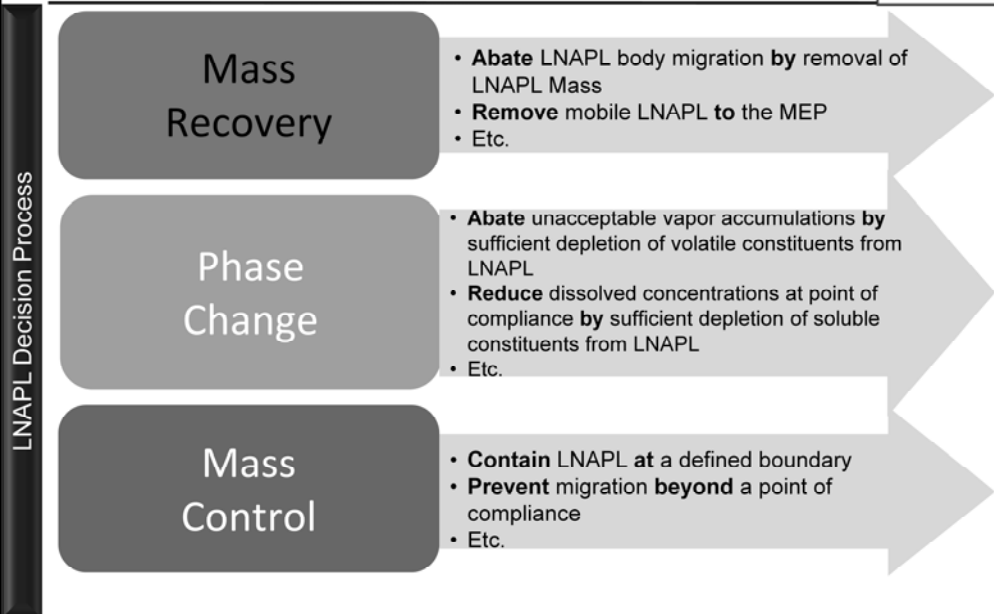 LNAPL Decision Process
Mass
Recovery
• Abate LNAPL body migration by removal of
LNAPL Mass
• Remove mobile LNAPL to the MEP
• Etc.
Phase
Change
• Abate unacceptable vapor accumulations by
sufficient depletion of volatile constituents from
LNAPL
• Reduce dissolved concentrations at point of
compliance by sufficient depletion of soluble
constituents from LNAPL
• Etc.
Mass
Control
• Contain LNAPL at a defined boundary
• Prevent migration beyond a point of
compliance
• Etc.